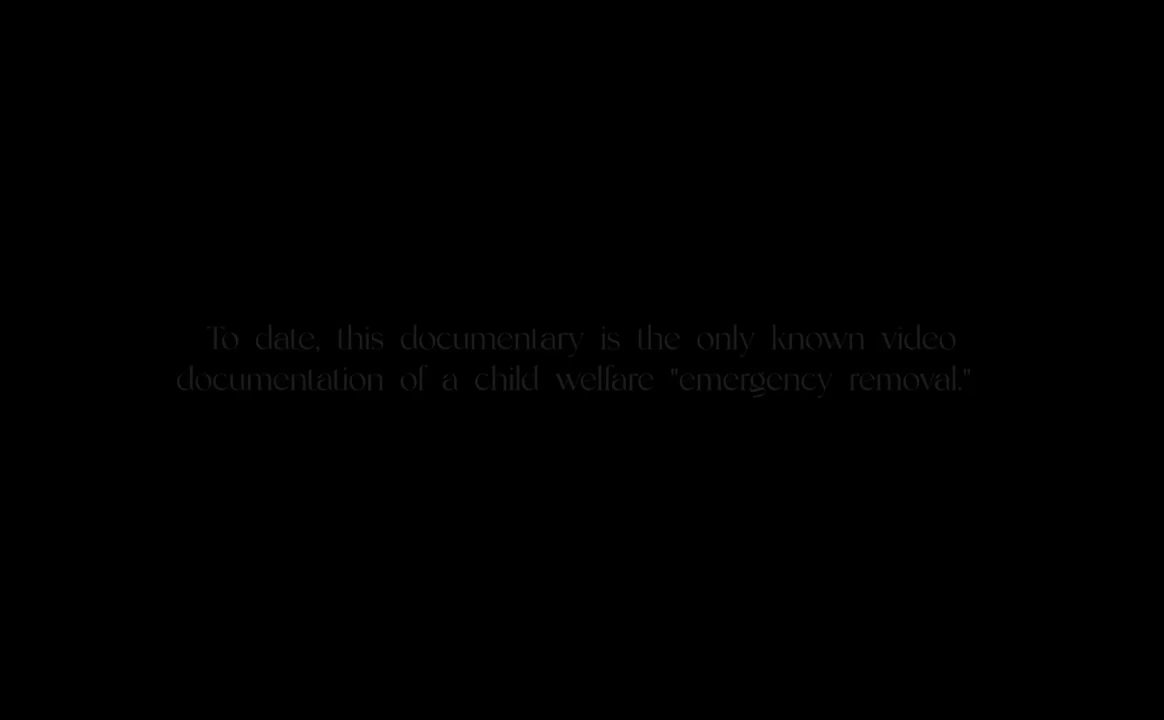 To date, this documentary is the only known video
documentation of a child welfare "emergency removal."